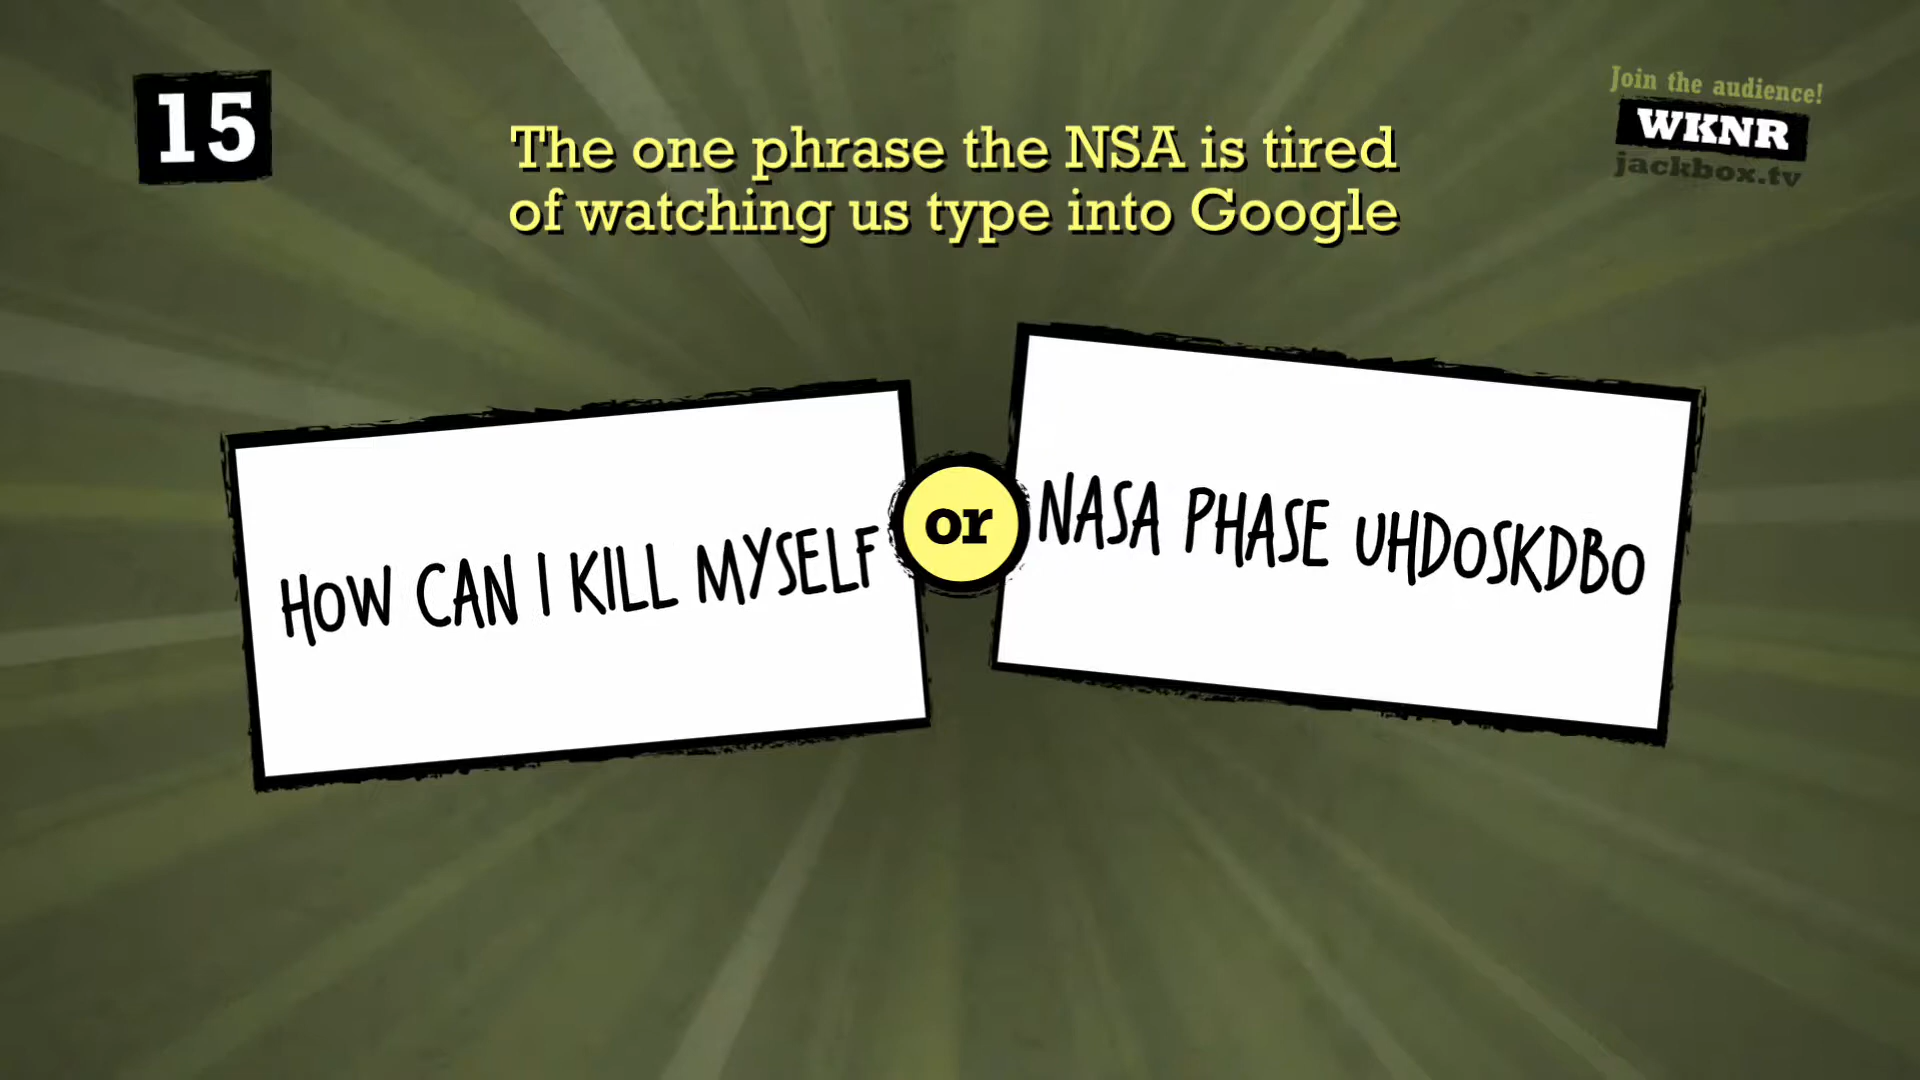 15
The one phrase the NSA is tired
of watching us type into Google
Join the audience!
WKNR
jackbox.tv
HOW CAN I KILL MYSELF
or
NASA PHASE UHDOSKDBO